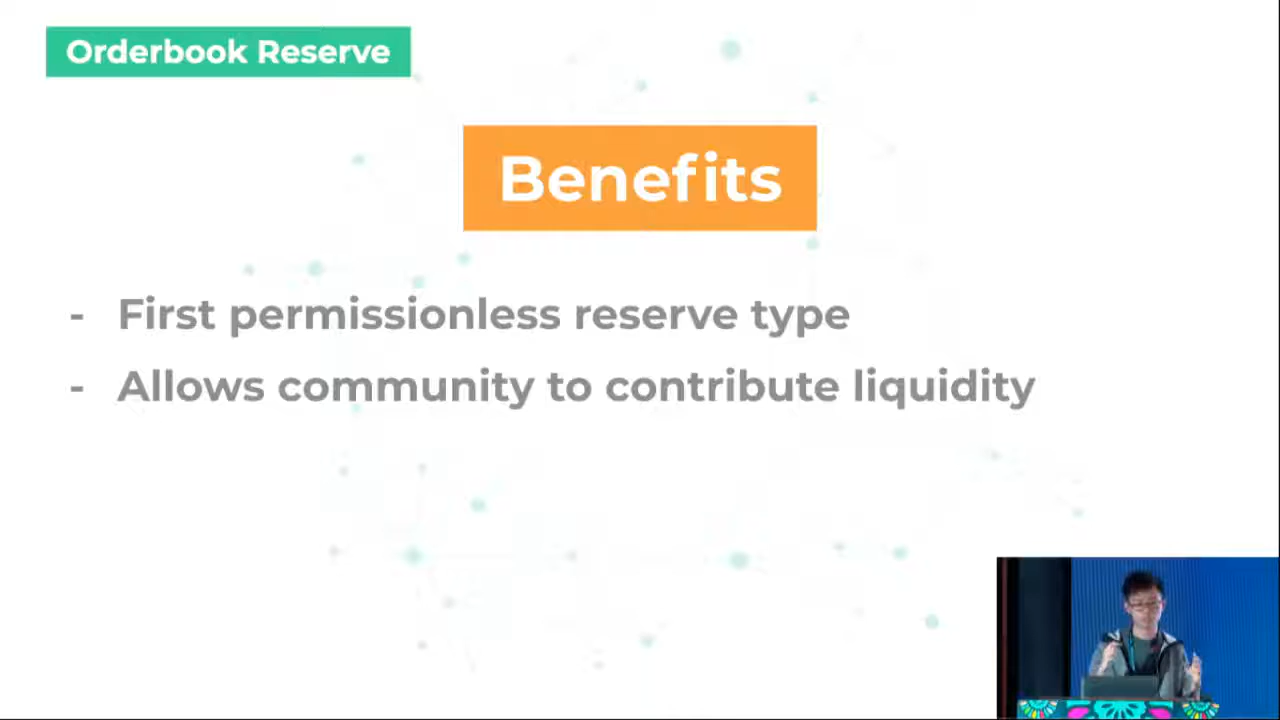 Orderbook Reserve
Benefits
- First permissionless reserve type
- Allows community to contribute liquidity